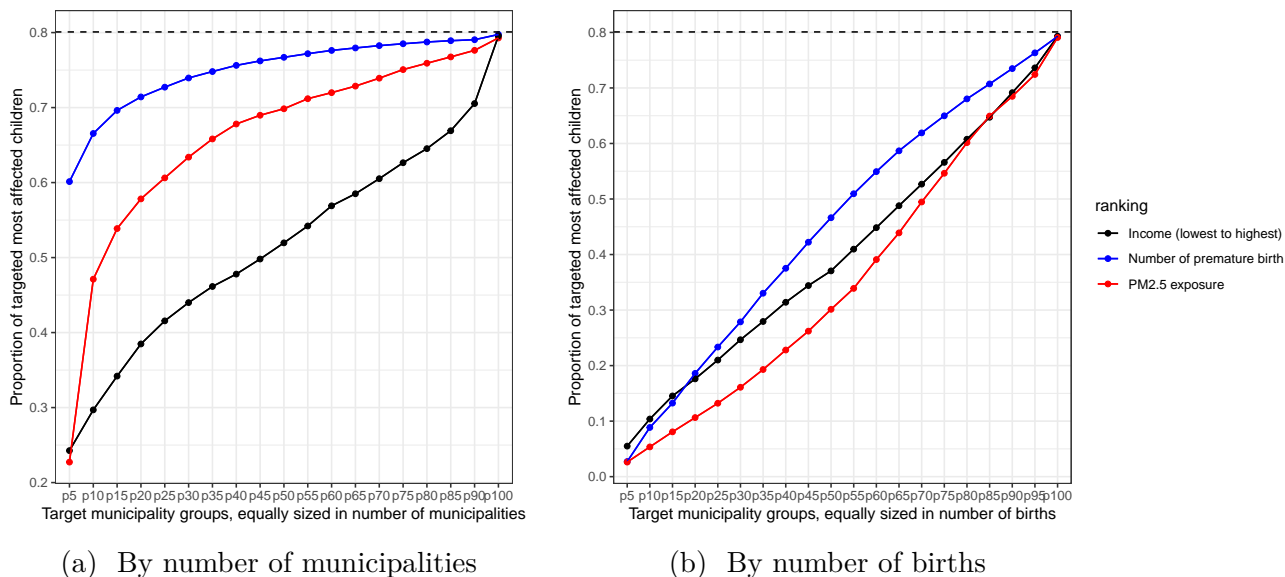 0.8
0.7
0.6
0.5
0.4
0.3
0.2
Proportion of targeted most affected children
p5 p10 p15 p20 p25 p30 p35 p40 p45 p50 p55 p60 p65 p70 p75 p80 p85 p90 p100
Target municipality groups, equally sized in number of municipalities
(a) By number of municipalities
0.8
0.7
0.6
0.5
0.4
0.3
0.2
0.1
0.0
Proportion of targeted most affected children
p5 p10 p15 p20 p25 p30 p35 p40 p45 p50 p55 p60 p65 p70 p75 p80 p85 p90 p95 p100
Target municipality groups, equally sized in number of births
(b) By number of births
ranking
Income (lowest to highest)
Number of premature birth
PM2.5 exposure